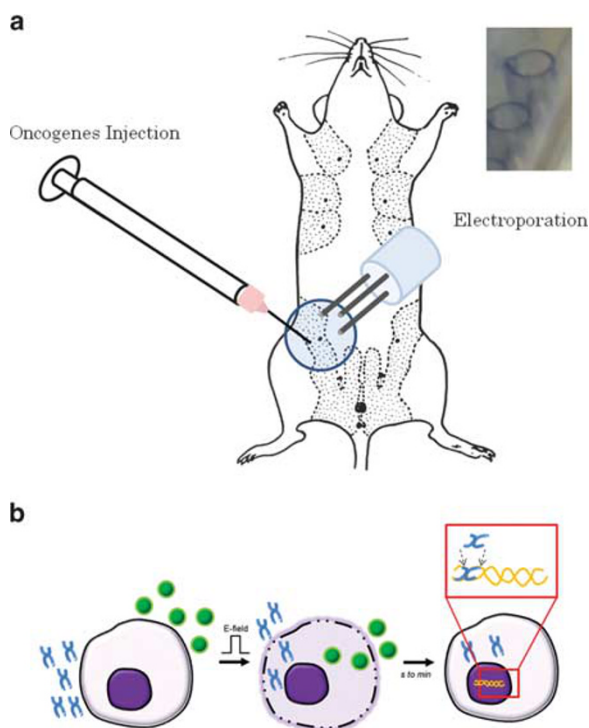 a
Oncogenes Injection
Electroporation
b
E-field
s to min